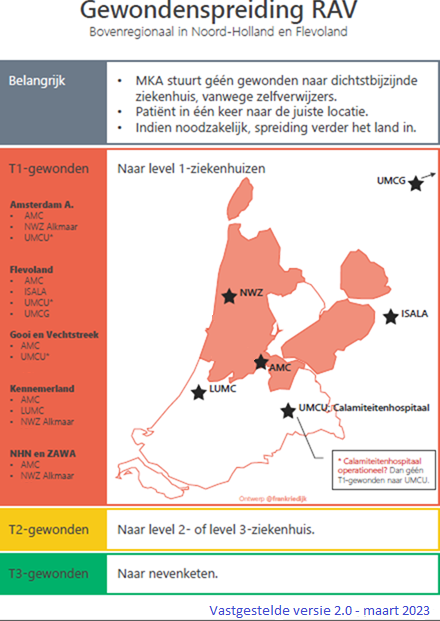 Gewondenspreiding RAV
Bovenregionaal in Noord-Holland en Flevoland
Belangrijk
• MKA stuurt géén gewonden naar dichtstbijzijnde
ziekenhuis, vanwege zelfverwijzers.
• Patiënt in één keer naar de juiste locatie.
• Indien noodzakelijk, spreiding verder het land in.
T1-gewonden
Amsterdam A.
• AMC
• NWZ Alkmaar
• UMCU*
Flevoland
• AMC
• ISALA
• UMCU*
• UMCG
Gooi en Vechtstreek
• AMC
• UMCU*
Kennemerland
• AMC
• LUMC
• NWZ Alkmaar
NHN en ZAWA
• AMC
• NWZ Alkmaar
Naar level 1-ziekenhuizen
UMCG
NWZ
ISALA
AMC
LUMC
UMCU, Calamiteitenhospitaal
* Calamiteitenhospitaal
operationeel? Dan géén
T1-gewonden naar UMCU.
Ontwerp @frankriedijk
T2-gewonden
Naar level 2- of level 3-ziekenhuis.
T3-gewonden
Naar nevenketen.
Vastgestelde versie 2.0 - maart 2023